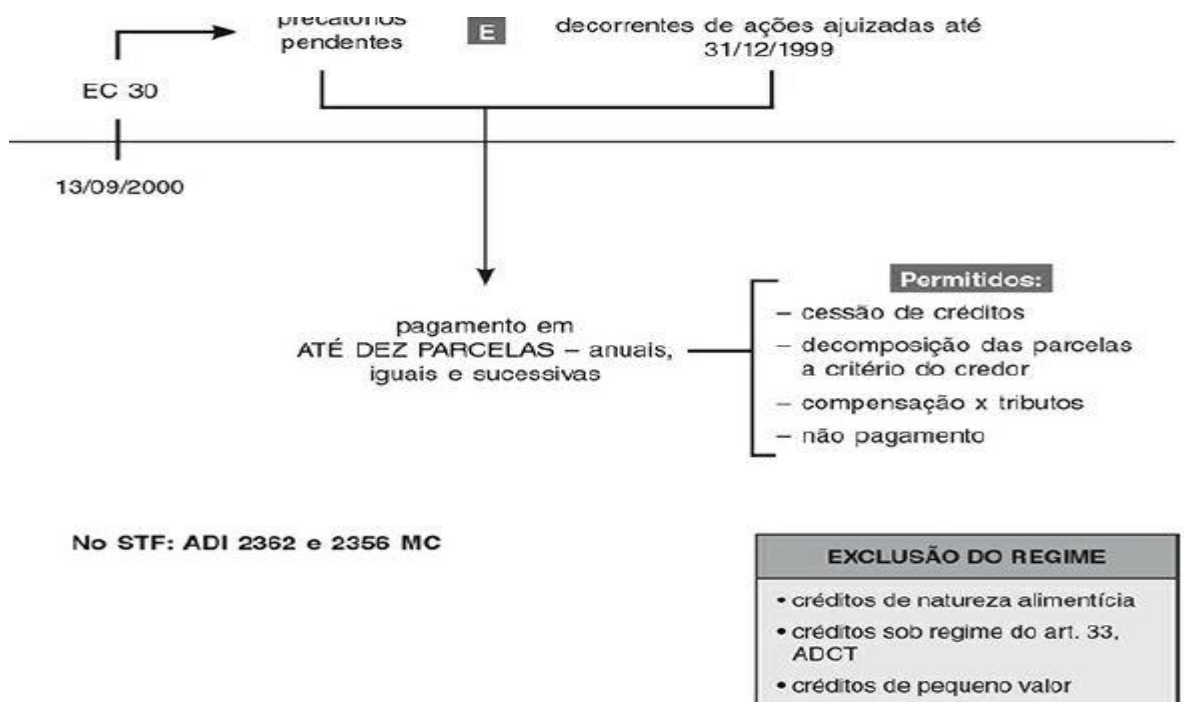 precatórios
pendentes
E
decorrentes de ações ajuizadas até
31/12/1999
EC 30
13/09/2000
pagamento em
ATÉ DEZ PARCELAS – anuais,
iguais e sucessivas
Permitidos:
– cessão de créditos
– decomposição das parcelas
a critério do credor
– compensação x tributos
– não pagamento
No STF: ADI 2362 e 2356 MC
EXCLUSÃO DO REGIME
• créditos de natureza alimentícia
• créditos sob regime do art. 33,
ADCT
• créditos de pequeno valor